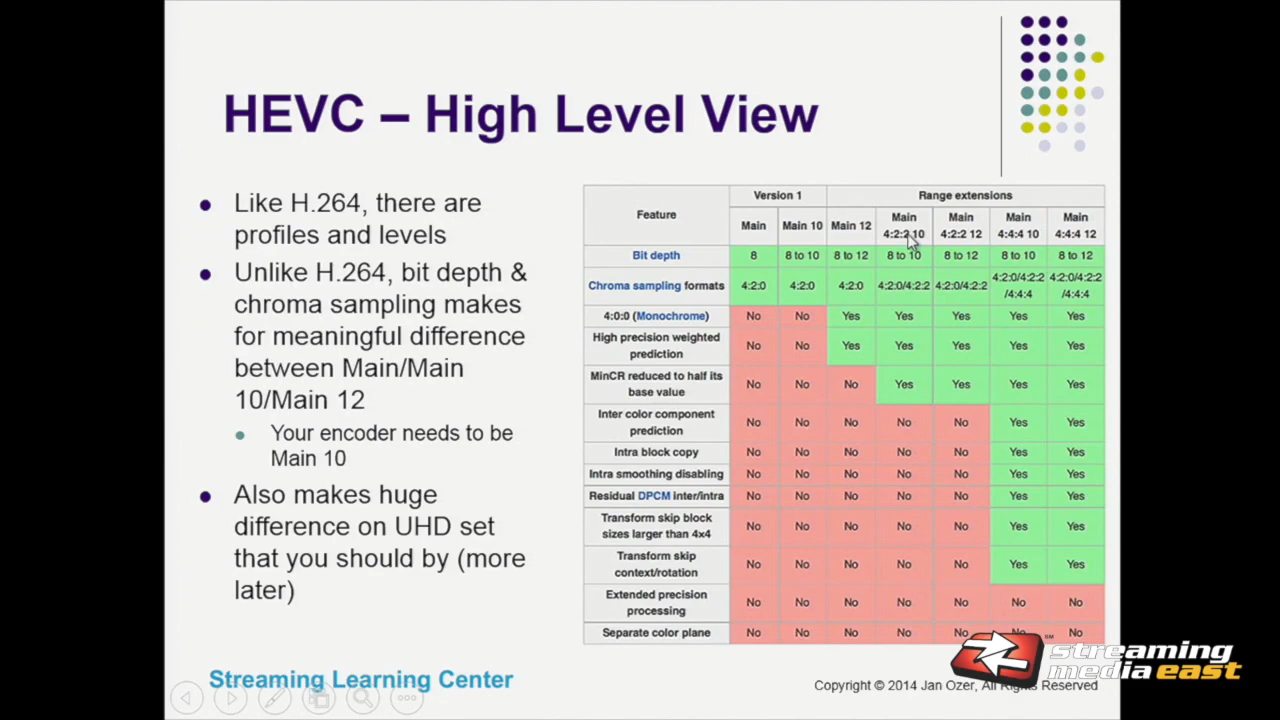 HEVC – High Level View
Like H.264, there are
profiles and levels
Unlike H.264, bit depth &
chroma sampling makes
for meaningful difference
between Main/Main
10/Main 12
Your encoder needs to be
Main 10
Also makes huge
difference on UHD set
that you should by (more
later)
Feature Version 1 Range extensions
Main Main 10 Main 12 Main 4:2:2 10 Main 4:2:2 12 Main 4:4:4 10 Main 4:4:4 12
Bit depth 8 8 to 10 8 to 12 8 to 10 8 to 12 8 to 10 8 to 12
Chroma sampling formats 4:2:0 4:2:0 4:2:0 4:2:0/4:2:2 4:2:0/4:2:2 4:2:0/4:2:2/4:4:4 4:2:0/4:2:2/4:4:4
4:0:0 (Monochrome) No No Yes Yes Yes Yes Yes
High precision weighted prediction No No Yes Yes Yes Yes Yes
MinCR reduced to half its base value No No No Yes Yes Yes Yes
Inter color component prediction No No No No No Yes Yes
Intra block copy No No No No No Yes Yes
Intra smoothing disabling No No No No No Yes Yes
Residual DPCM inter/intra No No No No No Yes Yes
Transform skip block sizes larger than 4x4 No No No No No Yes Yes
Transform skip context/rotation No No No No No Yes Yes
Extended precision processing No No No No No No No
Separate color plane No No No No No No No
streaming
media east
SM
Streaming Learning Center
Copyright © 2014 Jan Ozer, All Rights Reserved